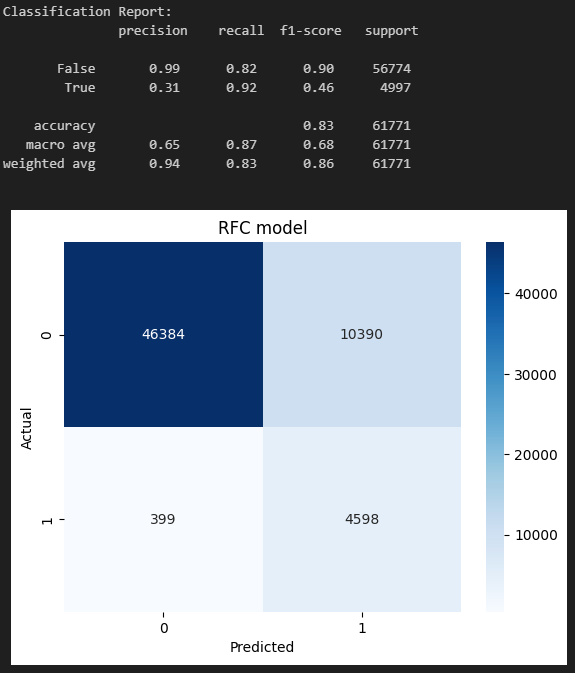 Classification Report:
precision recall f1-score support
False 0.99 0.82 0.90 56774
True 0.31 0.92 0.46 4997
accuracy 0.83 61771
macro avg 0.65 0.87 0.68 61771
weighted avg 0.94 0.83 0.86 61771
RFC model
40000
30000
20000
10000
Actual
0
46384
10390
1
399
4598
0
1
Predicted